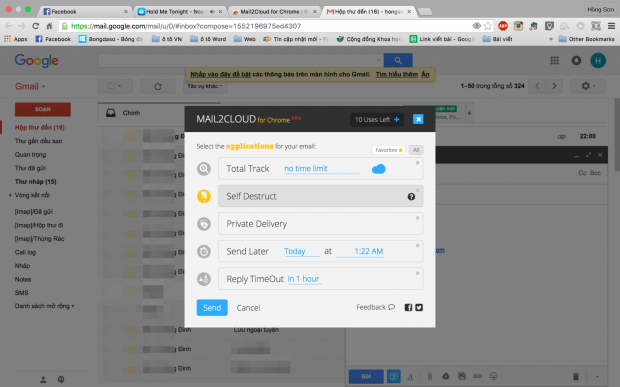 Facebook
Hold Me Tonight - Nou
Mail2Cloud for Chrome
Hộp thư đến (16) - hongson
Hồng Sơn
https://mail.google.com/mail/u/0/#inbox?compose=1552196975ed4307
Facebook
Bongdaso - Bóng đá
ô tô VN
ô tô Word
Web
Tin cập nhật mới - F
Cộng đồng Khoa học
Link viết bài - Google
Bài viết
»
Other Bookmarks
Google
H
Nhấp vào đây để bật các thông báo trên màn hình cho Gmail. Tìm hiểu thêm Ẩn
Gmail
Tác vụ khác
1–50 trong tổng số 324
SOẠN
Chính
+
Hộp thư đến (16)
Thư gắn dấu sao
Quan trọng
Thư đã gửi
Thư nháp (15)
Vòng kết nối
[Imap]/Đã gửi
[Imap]/Hộp thư đi
[Imap]/Thùng Rác
Call log
Nháp
Notes
SMS
Danh sách mở rộng
22:00
Cc Bcc
MAIL2CLOUD for Chrome beta
10 Uses Left +
Select the applications for your email:
Favorites
All
Total Track no time limit
Self Destruct
?
Private Delivery
Send Later Today at 1:22 AM
Reply TimeOut in 1 hour
Send
Cancel
Feedback
Đình
Lưu ngoại tuyến
Đình
Đình
Gửi